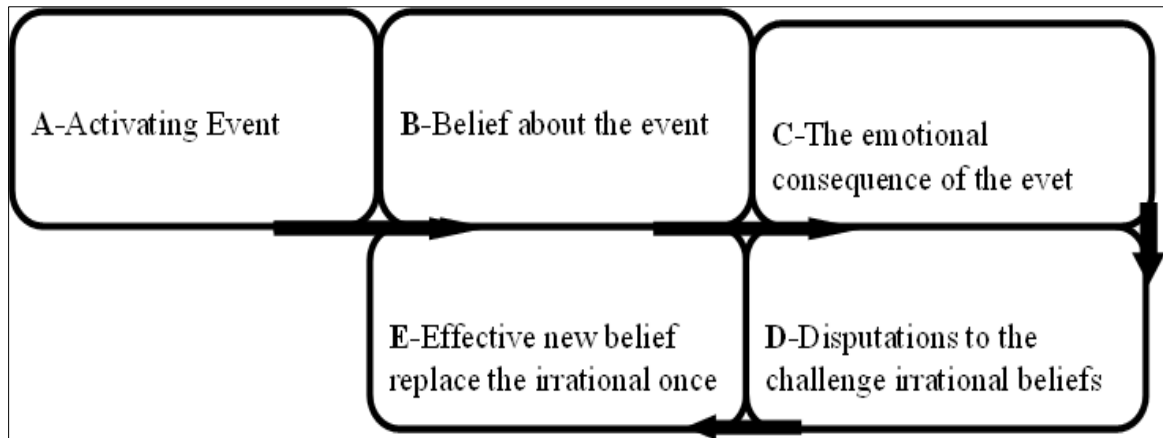 A-Activating Event
B-Belief about the event
C-The emotional
consequence of the evet
D-Disputations to the
challenge irrational beliefs
E-Effective new belief
replace the irrational once